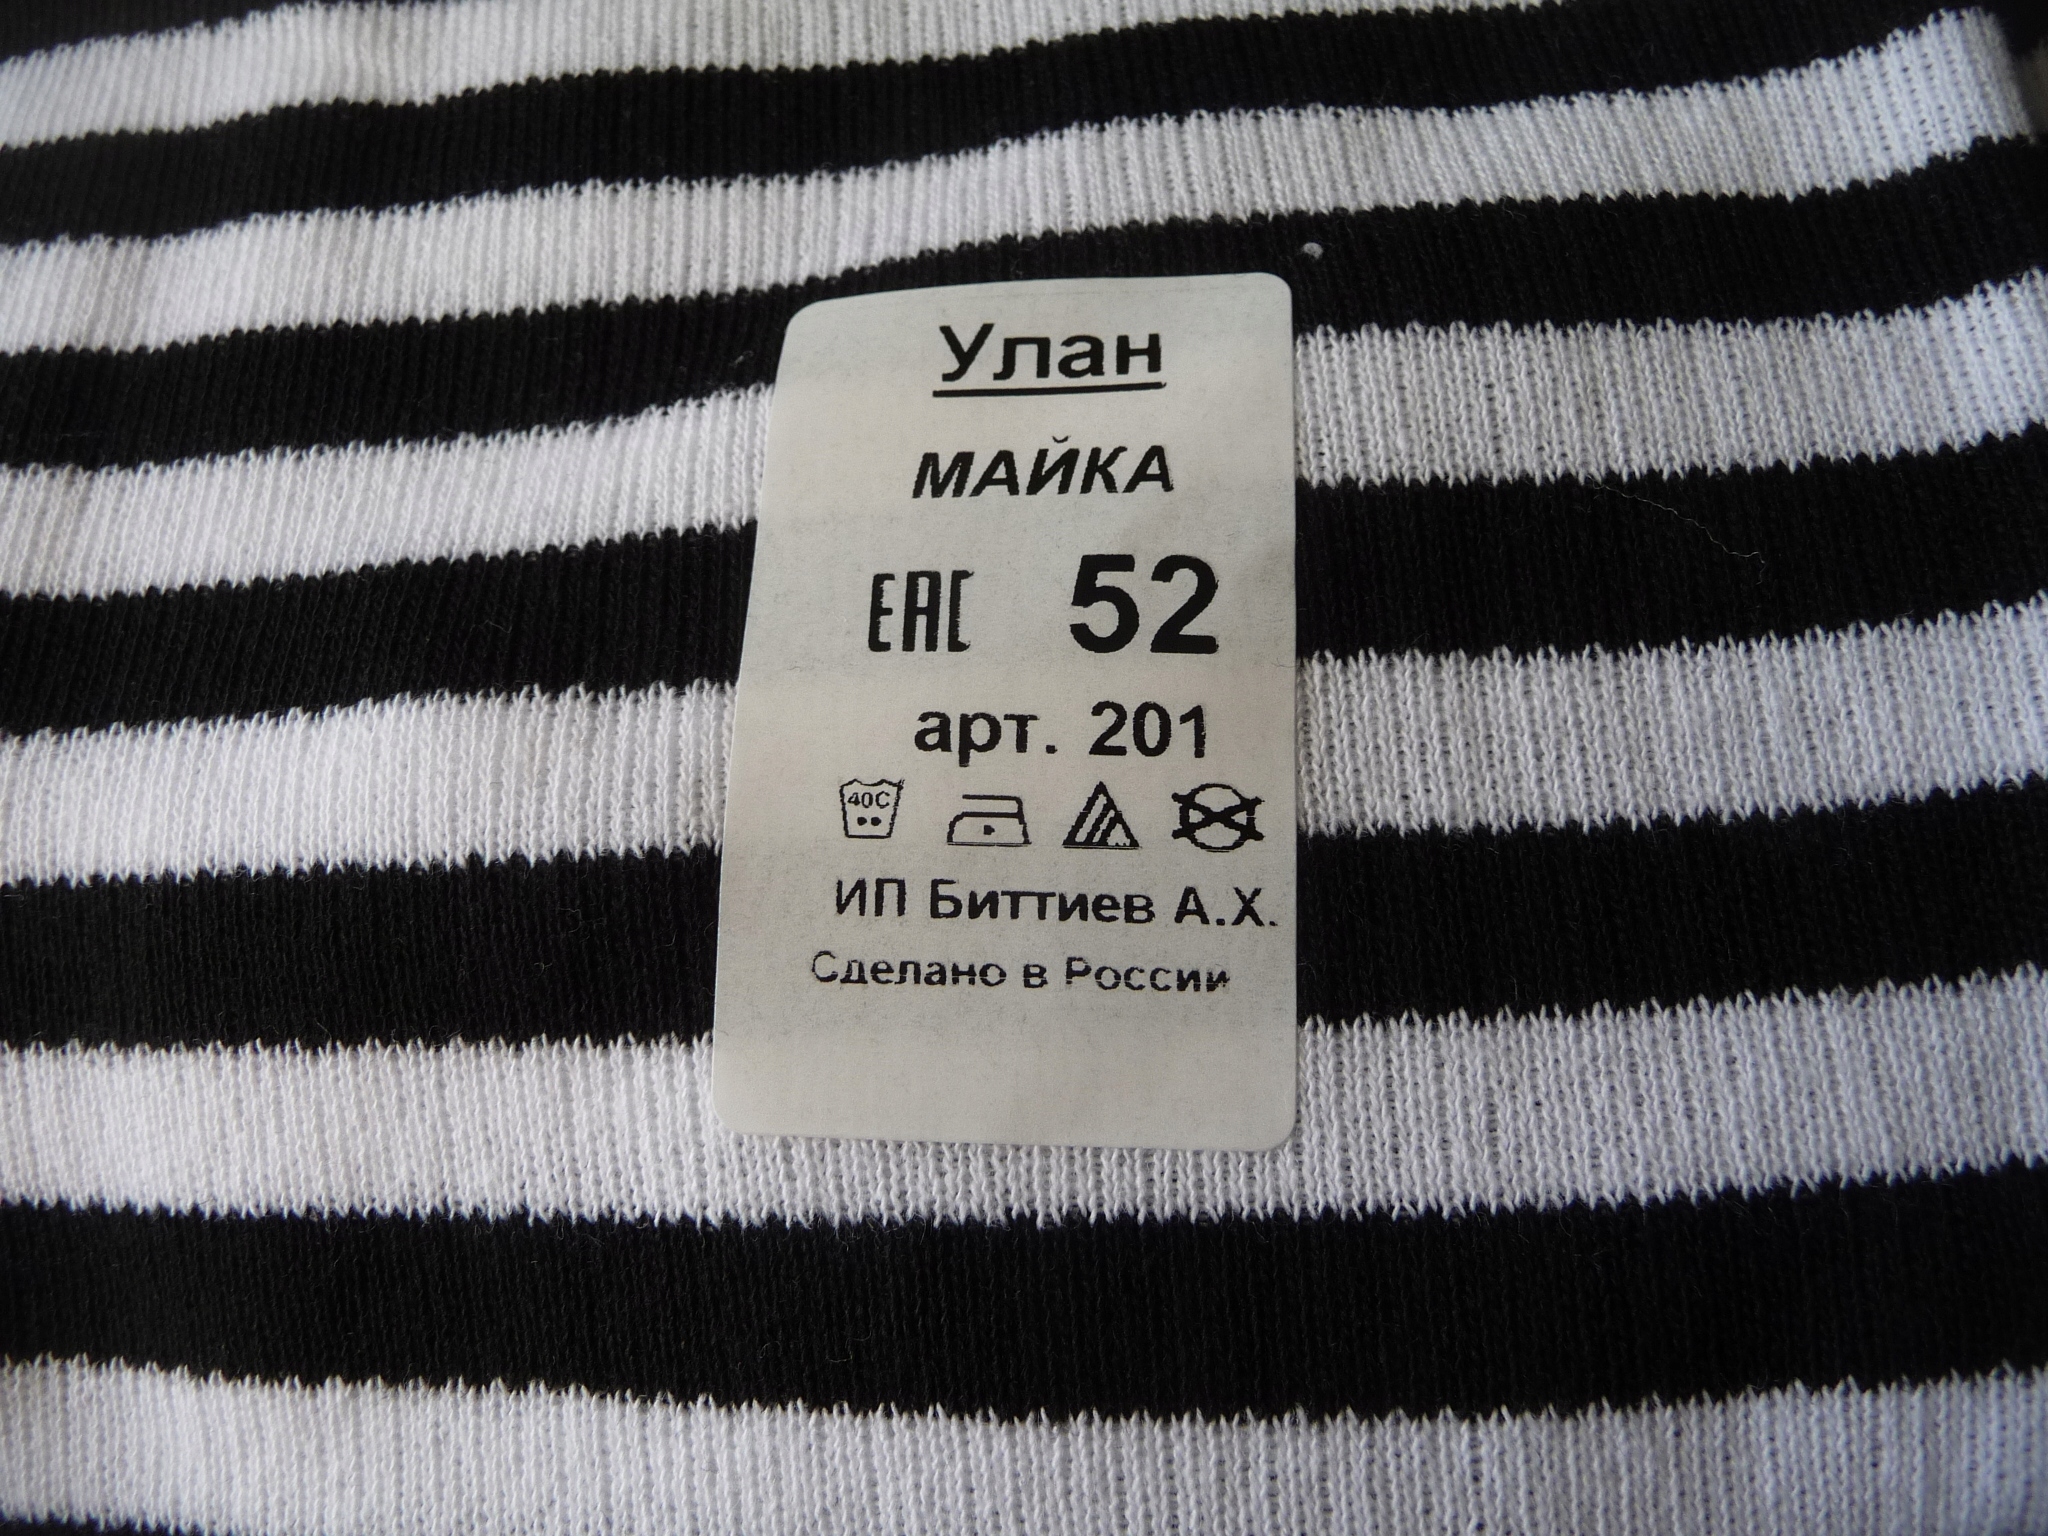 Улан
МАЙКА
ЕАС 52
арт. 201
40С
ИП Биттиев А.Х.
Сделано в России